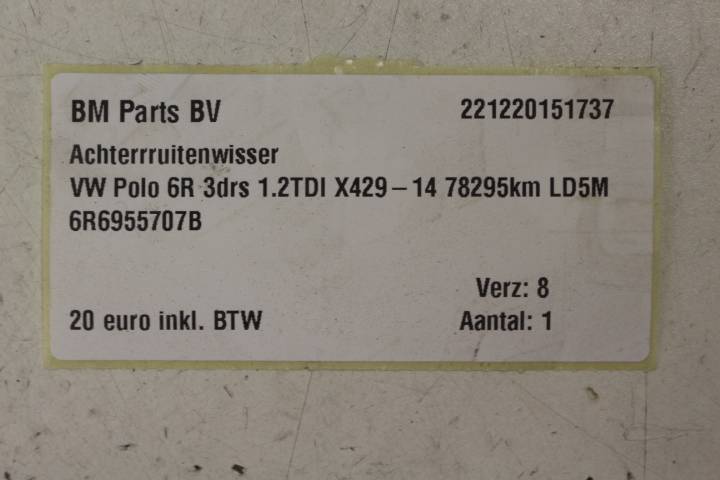 BM Parts BV 221220151737
Achterrruitenwisser
VW Polo 6R 3drs 1.2TDI X429 – 14 78295km LD5M
6R6955707B
Verz: 8
20 euro inkl. BTW Aantal: 1